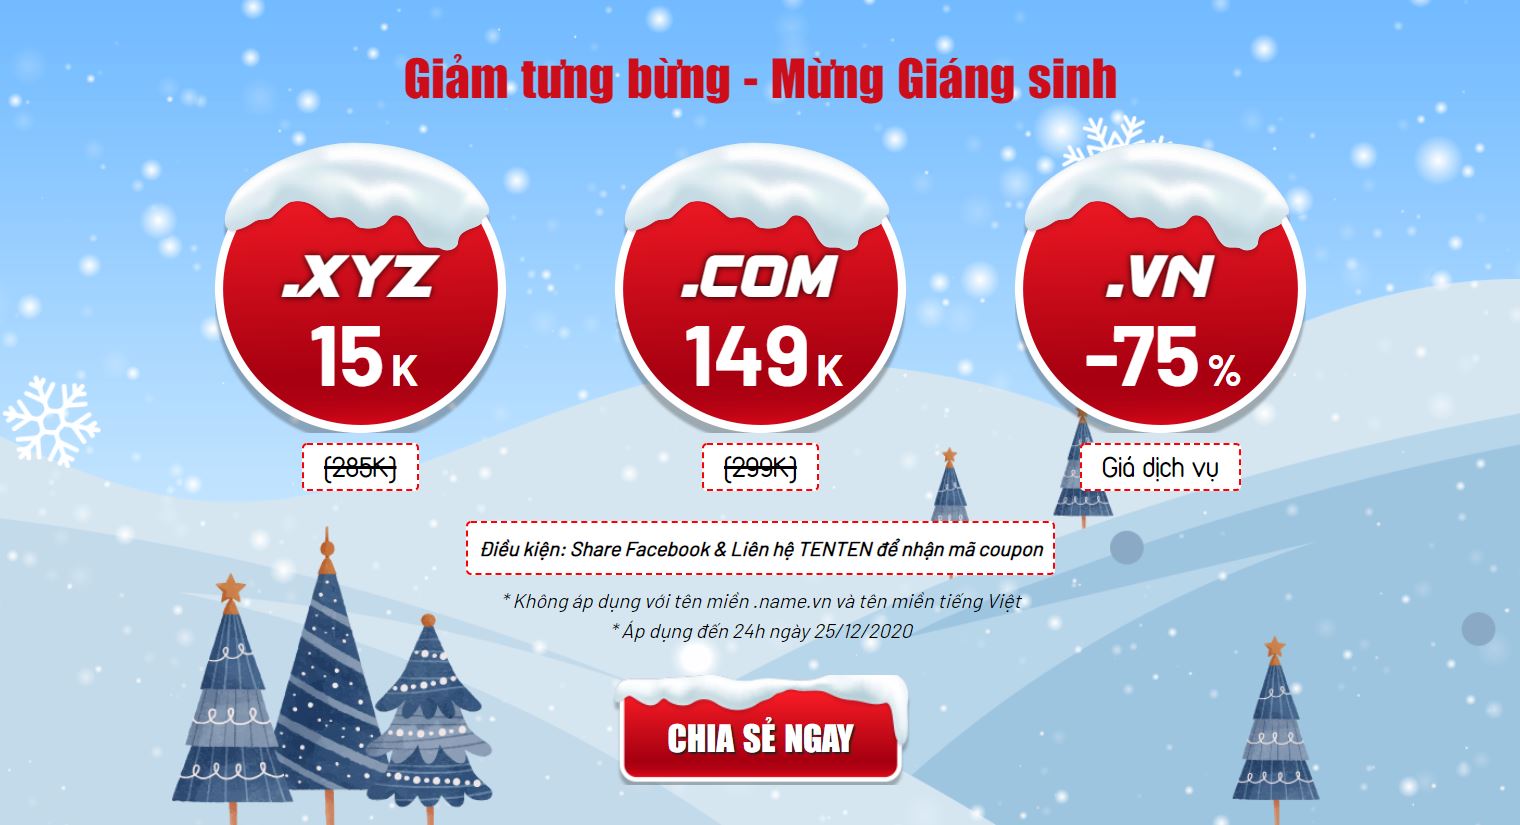 Giảm tưng bừng - Mừng Giáng sinh
.XYZ
15K
(285K)
.COM
149K
(299K)
.VN
-75%
Giá dịch vụ
Điều kiện: Share Facebook & Liên hệ TENTEN để nhận mã coupon
* Không áp dụng với tên miền .name.vn và tên miền tiếng Việt
* Áp dụng đến 24h ngày 25/12/2020
CHIA SẺ NGAY